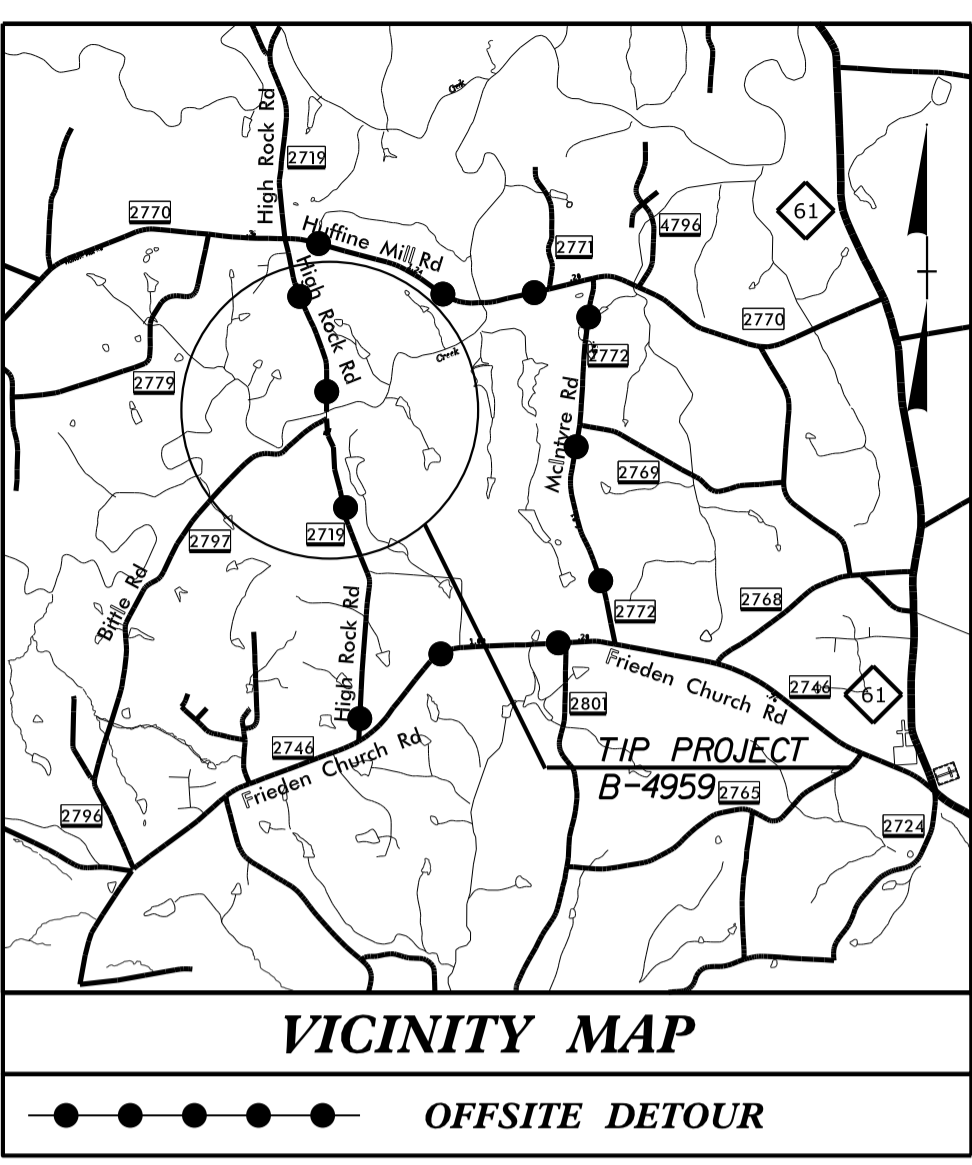 Creek
High Rock Rd
2719
2770
61
Huffine Mill Rd
2771
4796
High Rock Rd
2770
Creek
2772
2779
McIntyre Rd
2769
2719
2797
Bittle Rd
2772
2768
High Rock Rd
Frieden Church Rd
2746
61
2801
2746
Frieden Church Rd
TIP PROJECT
B-4959
2765
2796
2724
VICINITY MAP
OFFSITE DETOUR